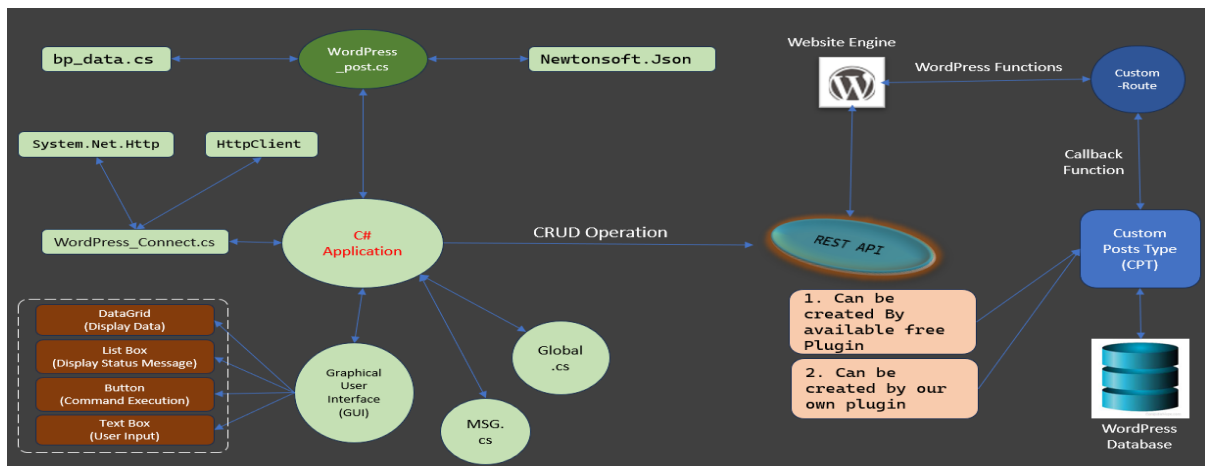 bp_data.cs
WordPress
_post.cs
Newtonsoft.Json
Website Engine
WordPress Functions
Custom
-Route
System.Net.Http
HttpClient
Callback
Function
WordPress_Connect.cs
C#
Application
CRUD Operation
REST API
Custom
Posts Type
(CPT)
DataGrid
(Display Data)
List Box
(Display Status Message)
Button
(Command Execution)
Text Box
(User Input)
Graphical
User
Interface
(GUI)
Global
.cs
MSG.
cs
1. Can be
created By
available free
Plugin
2. Can be
created by our
own plugin
WordPress
Database